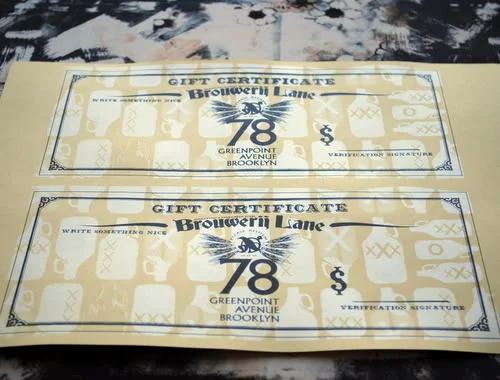 GIFT CERTIFICATE
Brouwerij Lane
WRITE SOMETHING NICE
78
$
GREENPOINT
AVENUE
BROOKLYN
VERIFICATION SIGNATURE
GIFT CERTIFICATE
Brouwerij Lane
WRITE SOMETHING NICE
78
$
GREENPOINT
AVENUE
BROOKLYN
VERIFICATION SIGNATURE